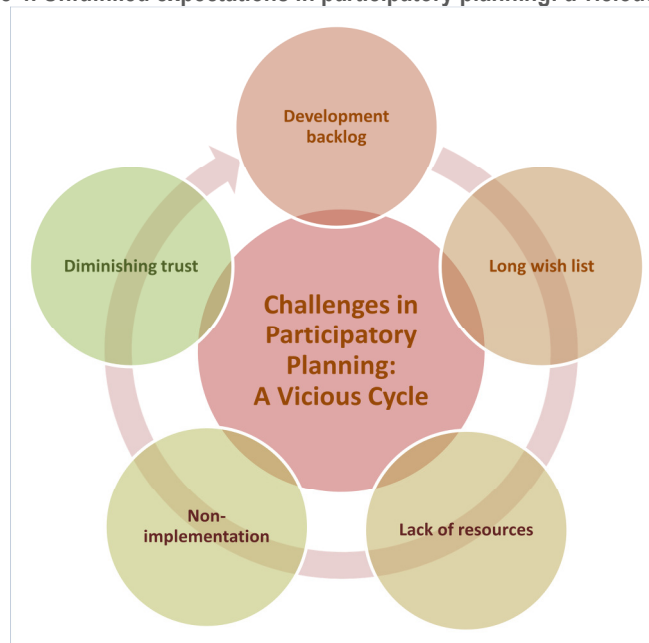 Development
backlog
Diminishing trust
Long wish list
Challenges in
Participatory
Planning:
A Vicious Cycle
Non-
implementation
Lack of resources